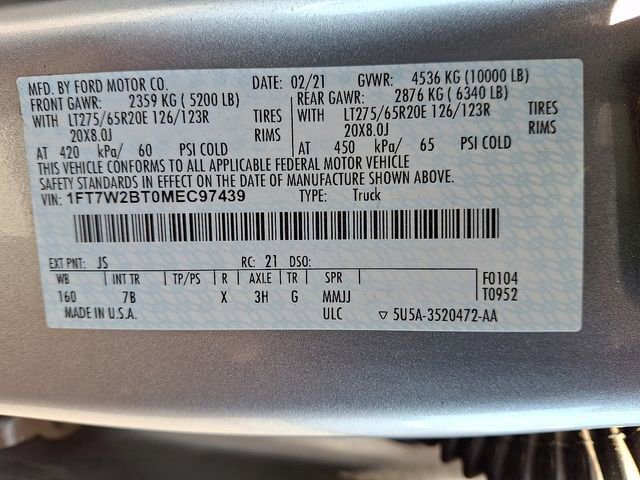 MFD. BY FORD MOTOR CO. DATE: 02/21 GVWR: 4536 KG (10000 LB)
FRONT GAWR: 2359 KG ( 5200 LB) REAR GAWR: 2876 KG ( 6340 LB)
WITH LT275/65R20E 126/123R TIRES WITH LT275/65R20E 126/123R TIRES
20X8.0J RIMS 20X8.0J RIMS
AT 420 kPa/ 60 PSI COLD AT 450 kPa/ 65 PSI COLD
THIS VEHICLE CONFORMS TO ALL APPLICABLE FEDERAL MOTOR VEHICLE
SAFETY STANDARDS IN EFFECT ON THE DATE OF MANUFACTURE SHOWN ABOVE.
VIN: 1FT7W2BT0MEC97439 TYPE: Truck
EXT PNT: JS RC: 21 DSO:
WB INT TR TP/PS R AXLE TR SPR F0104
160 7B X 3H G MMJJ T0952
MADE IN U.S.A. ULC ▽ 5U5A-3520472-AA